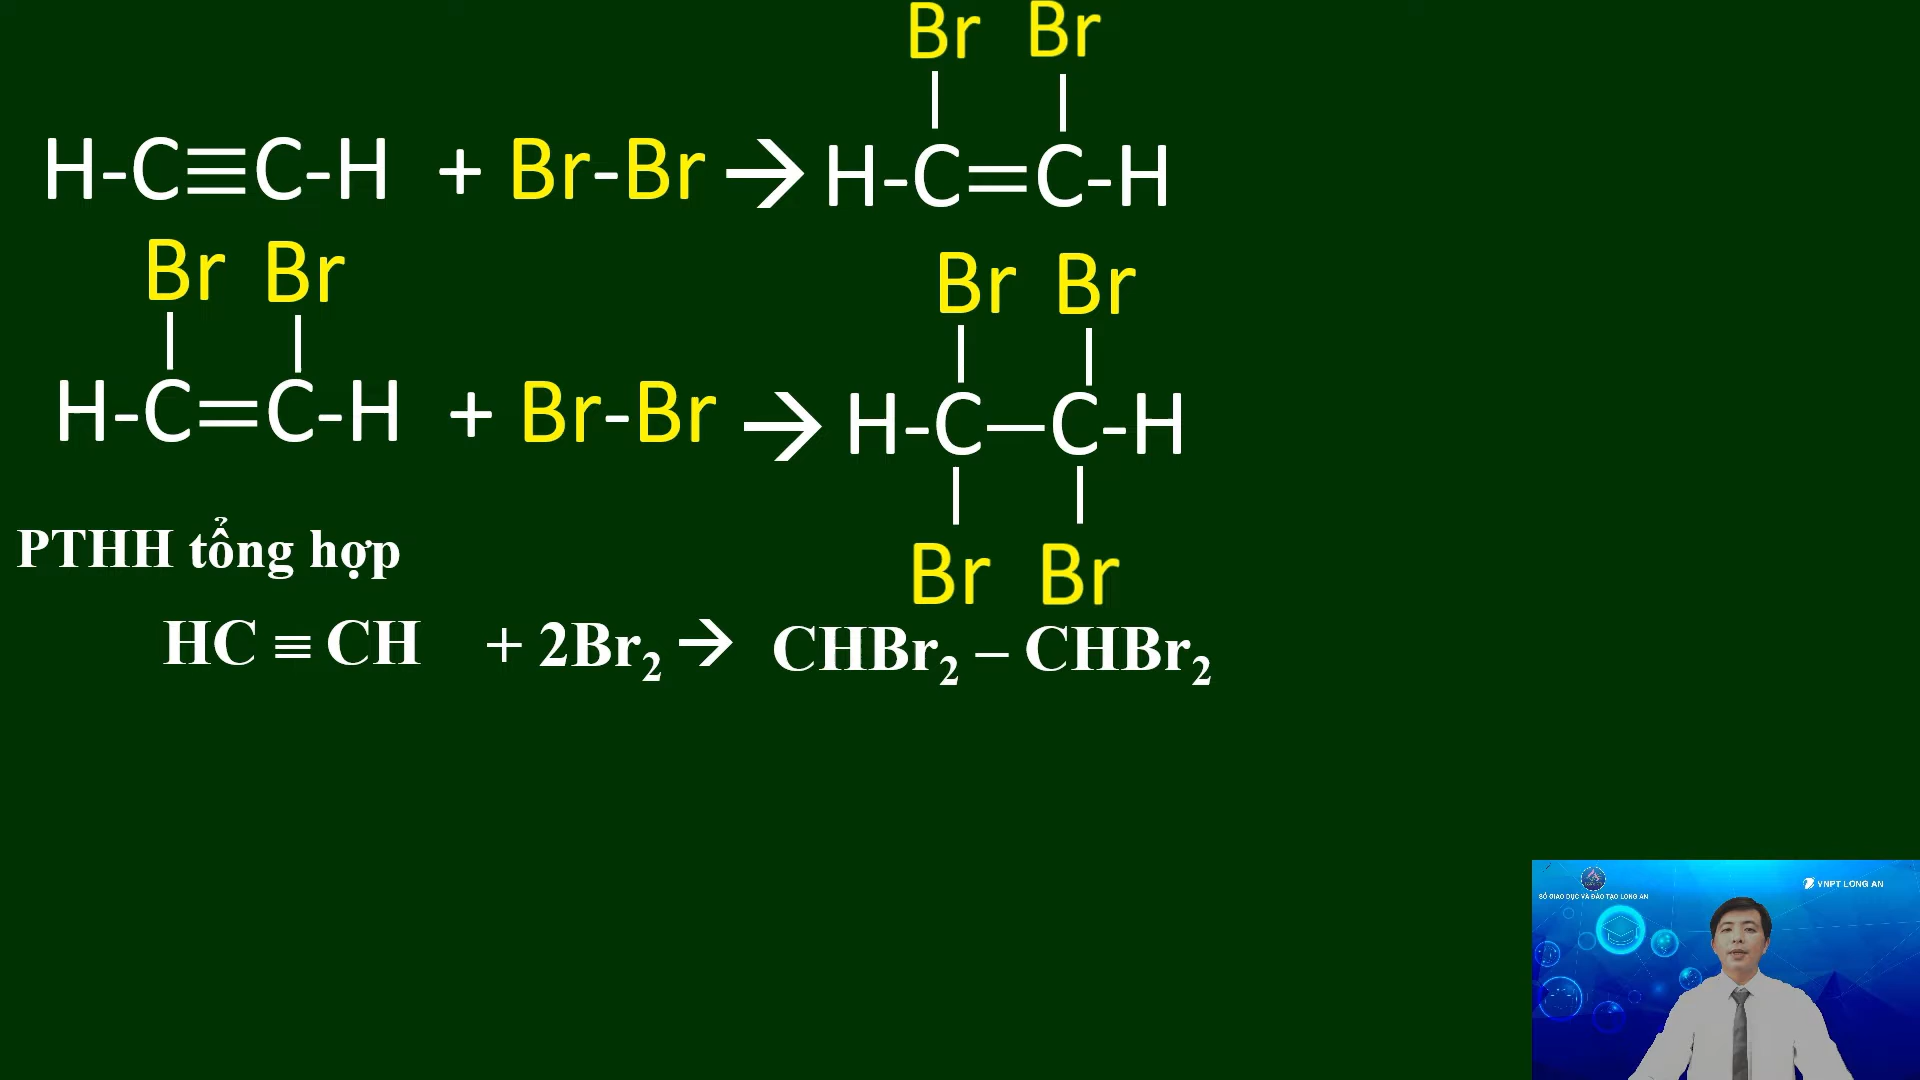 Br Br
H-C≡C-H + Br-Br → H-C=C-H
Br Br
Br Br
H-C=C-H + Br-Br → H-C—C-H
Br Br
PTHH tổng hợp
HC ≡ CH + 2Br₂ → CHBr₂ – CHBr₂
SỞ GIÁO DỤC VÀ ĐÀO TẠO LONG AN
VNPT LONG AN